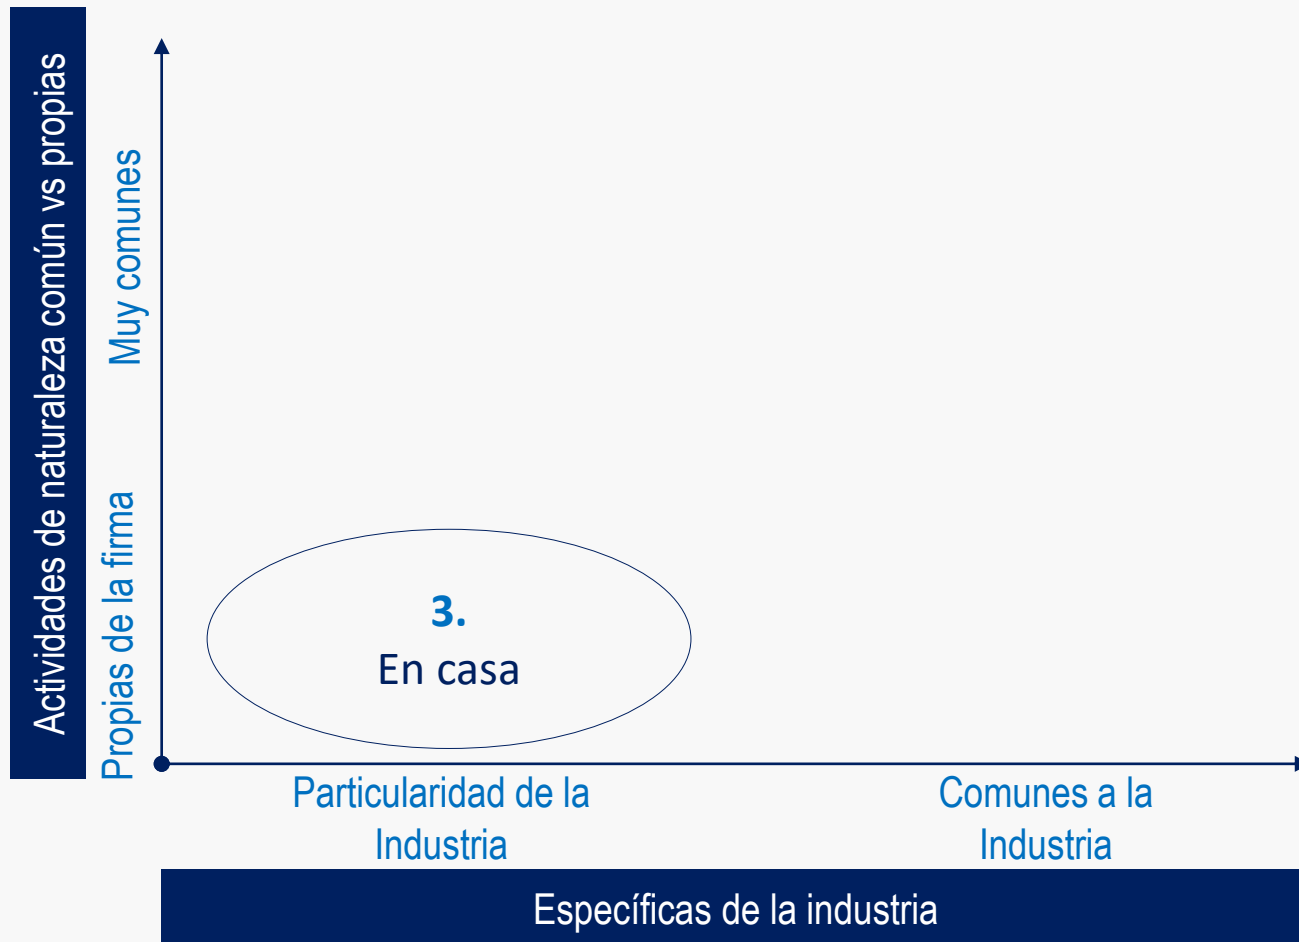 Actividades de naturaleza común vs propias
Muy comunes
Propias de la firma
3.
En casa
Particularidad de la
Industria
Comunes a la
Industria
Específicas de la industria